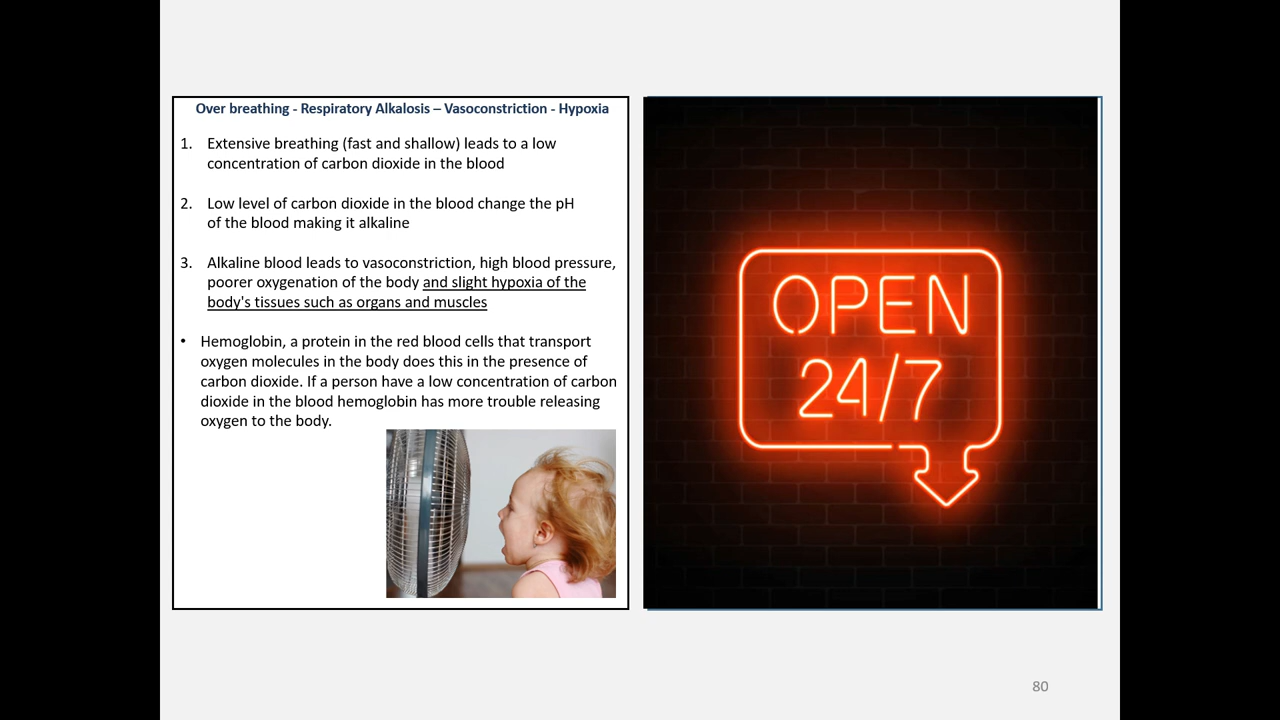 Over breathing - Respiratory Alkalosis – Vasoconstriction - Hypoxia
1. Extensive breathing (fast and shallow) leads to a low
concentration of carbon dioxide in the blood
2. Low level of carbon dioxide in the blood change the pH
of the blood making it alkaline
3. Alkaline blood leads to vasoconstriction, high blood pressure,
poorer oxygenation of the body and slight hypoxia of the
body's tissues such as organs and muscles
• Hemoglobin, a protein in the red blood cells that transport
oxygen molecules in the body does this in the presence of
carbon dioxide. If a person have a low concentration of carbon
dioxide in the blood hemoglobin has more trouble releasing
oxygen to the body.
OPEN
24/7
80